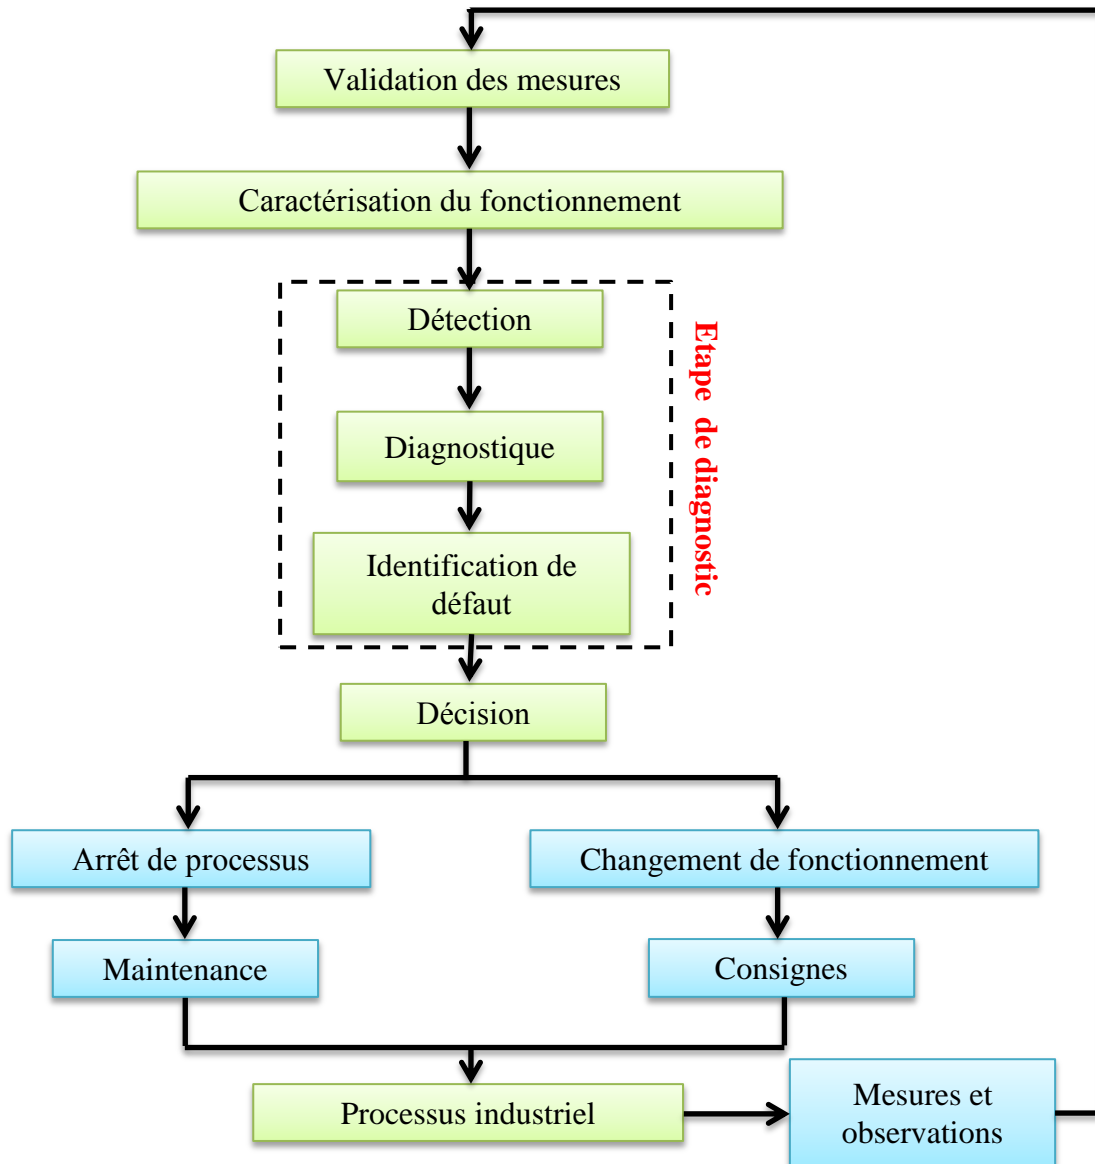 Validation des mesures
Caractérisation du fonctionnement
Détection
Diagnostique
Identification de
défaut
Etape de diagnostic
Décision
Arrêt de processus
Changement de fonctionnement
Maintenance
Consignes
Processus industriel
Mesures et
observations